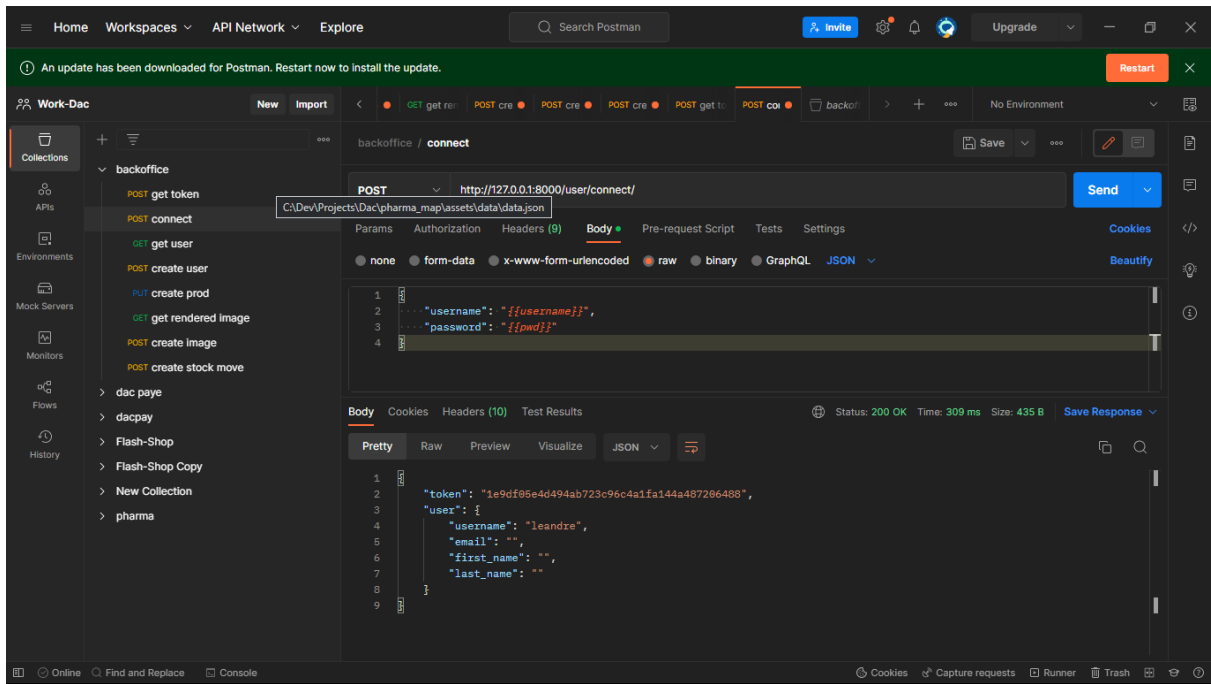 Home Workspaces API Network Explore Search Postman Invite Upgrade
An update has been downloaded for Postman. Restart now to install the update. Restart
Work-Dac New Import GET get ren POST cre POST cre POST cre POST get to POST con backoff No Environment
Collections
APIs
Environments
Mock Servers
Monitors
Flows
History
backoffice
POST get token
POST connect
GET get user
POST create user
PUT create prod
GET get rendered image
POST create image
POST create stock move
dac paye
dacpay
Flash-Shop
Flash-Shop Copy
New Collection
pharma
backoffice / connect Save
POST http://127.0.0.1:8000/user/connect/ Send
C:\Dev\Projects\Dac\pharma_map\assets\data\data.json
Params Authorization Headers (9) Body Pre-request Script Tests Settings Cookies
none form-data x-www-form-urlencoded raw binary GraphQL JSON Beautify
1 {
2 "username": "{{username}}",
3 "password": "{{pwd}}"
4 }
Body Cookies Headers (10) Test Results Status: 200 OK Time: 309 ms Size: 435 B Save Response
Pretty Raw Preview Visualize JSON
1 {
2 "token": "1e9df05e4d494ab723c96c4a1fa144a487206488",
3 "user": {
4 "username": "leandre",
5 "email": "",
6 "first_name": "",
7 "last_name": ""
8 }
9 }
Online Find and Replace Console Cookies Capture requests Runner Trash